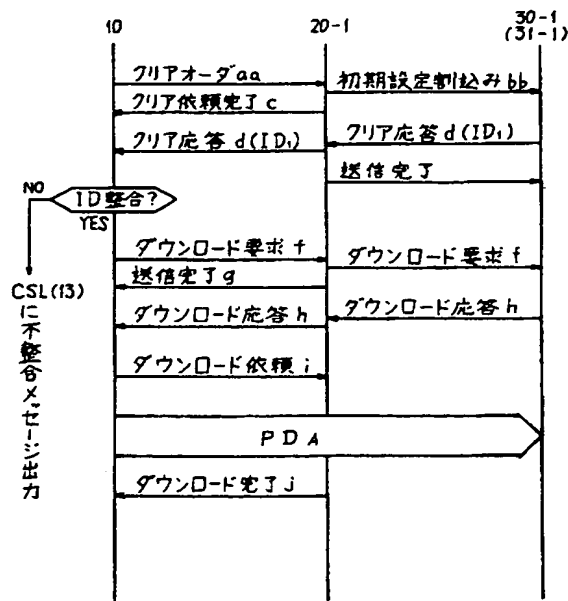 10 20-1 30-1
(31-1)
クリアオーダaa
初期設定割込みbb
クリア依頼完了c
クリア応答d(ID₁) クリア応答d(ID₁)
送信完了
NO ID整合?
YES
ダウンロード要求f ダウンロード要求f
送信完了g
CSL(13)
に不整合メッセージ出力
ダウンロード応答h ダウンロード応答h
ダウンロード依頼i
PDA
ダウンロード完了j